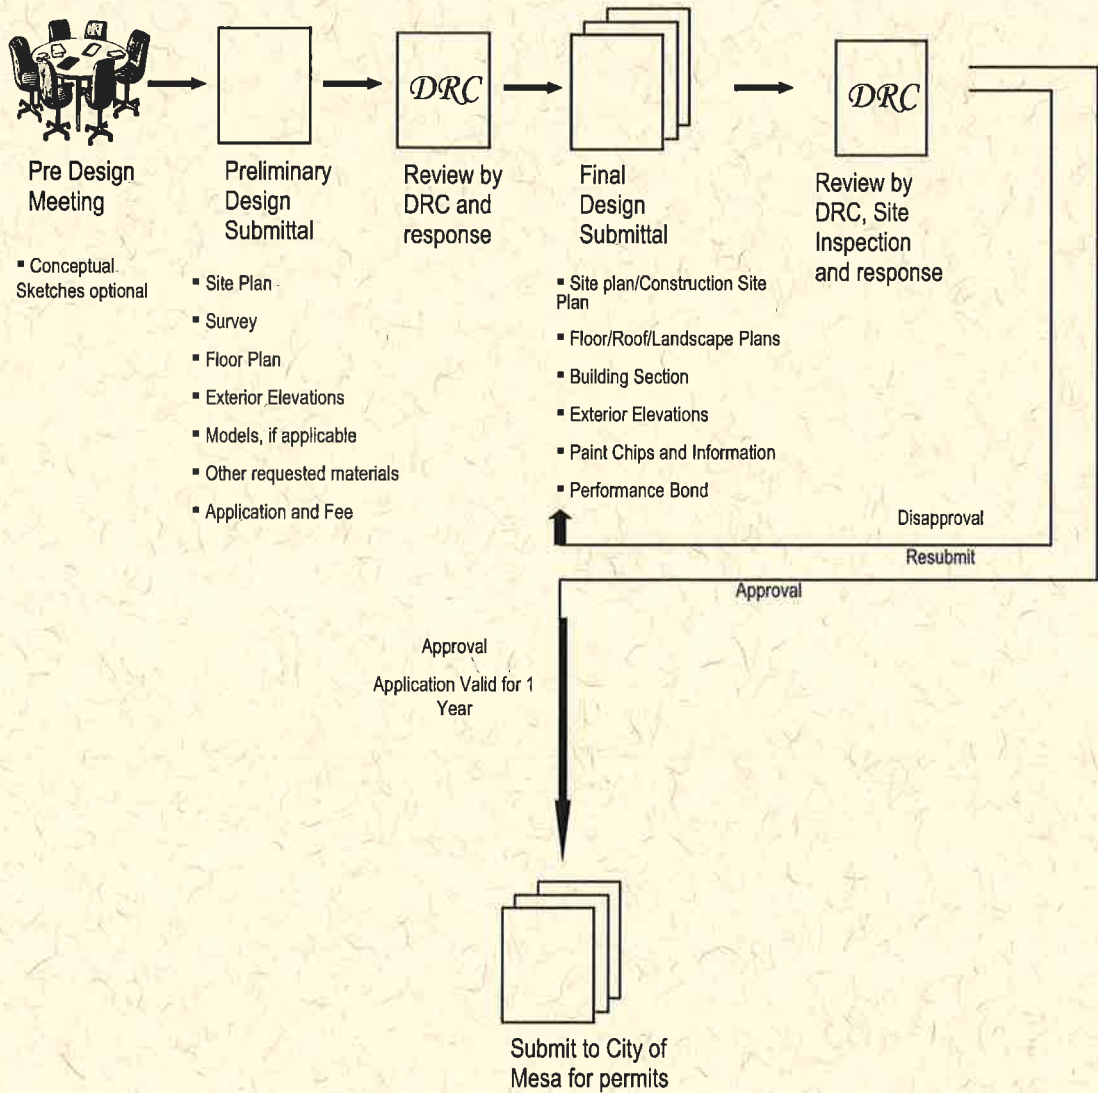 DRC
DRC
Pre Design
Meeting
▪ Conceptual
Sketches optional
Preliminary
Design
Submittal
▪ Site Plan
▪ Survey
▪ Floor Plan
▪ Exterior Elevations
▪ Models, if applicable
▪ Other requested materials
▪ Application and Fee
Review by
DRC and
response
Final
Design
Submittal
▪ Site plan/Construction Site
Plan
▪ Floor/Roof/Landscape Plans
▪ Building Section
▪ Exterior Elevations
▪ Paint Chips and Information
▪ Performance Bond
Review by
DRC, Site
Inspection
and response
Disapproval
Resubmit
Approval
Approval
Application Valid for 1
Year
Submit to City of
Mesa for permits